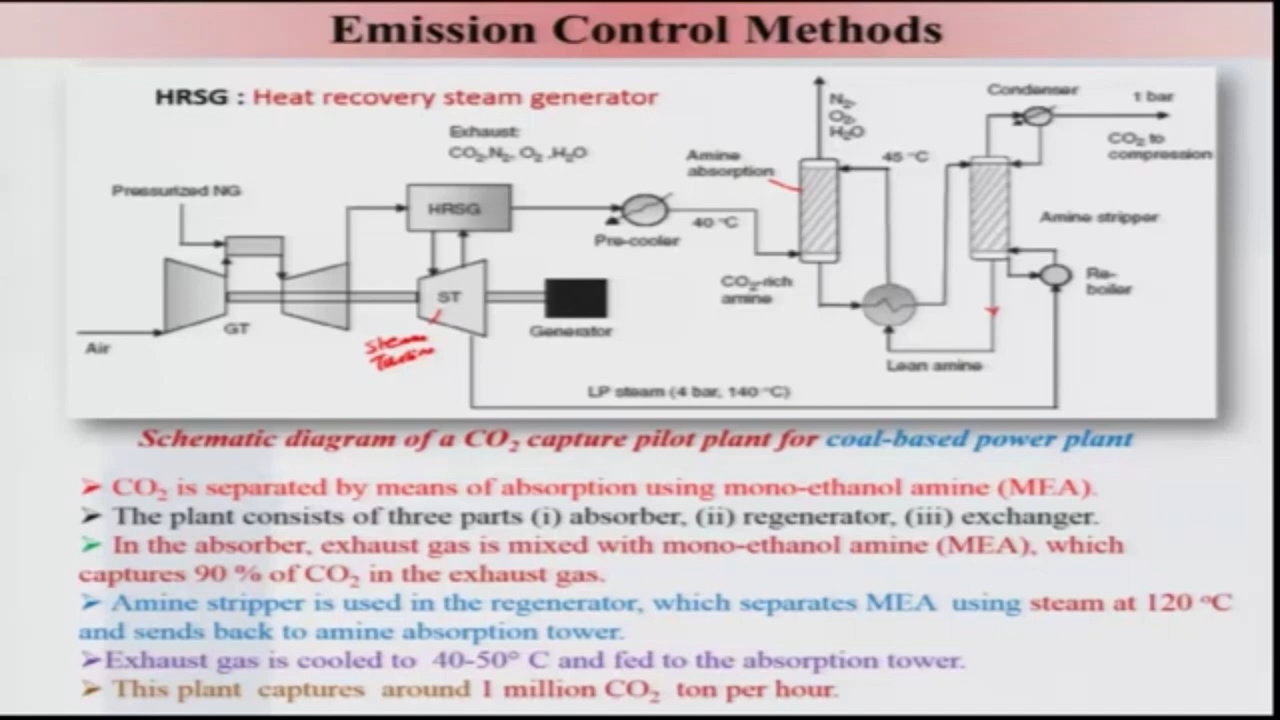 Emission Control Methods
HRSG : Heat recovery steam generator
Exhaust:
CO2,N2, O2 ,H2O
Pressurized NG
HRSG
Pre-cooler
40 °C
Air
GT
ST
Steam
Generator
Amine
absorption
N2,
O2,
H2O
45 °C
CO2-rich
amine
Lean amine
LP steam (4 bar, 140 °C)
Condenser
1 bar
CO2 to
compression
Amine stripper
Re-
boiler
Schematic diagram of a CO2 capture pilot plant for coal-based power plant
➢ CO2 is separated by means of absorption using mono-ethanol amine (MEA).
➢ The plant consists of three parts (i) absorber, (ii) regenerator, (iii) exchanger.
➢ In the absorber, exhaust gas is mixed with mono-ethanol amine (MEA), which
captures 90 % of CO2 in the exhaust gas.
➢ Amine stripper is used in the regenerator, which separates MEA using steam at 120 °C
and sends back to amine absorption tower.
➢Exhaust gas is cooled to 40-50° C and fed to the absorption tower.
➢ This plant captures around 1 million CO2 ton per hour.